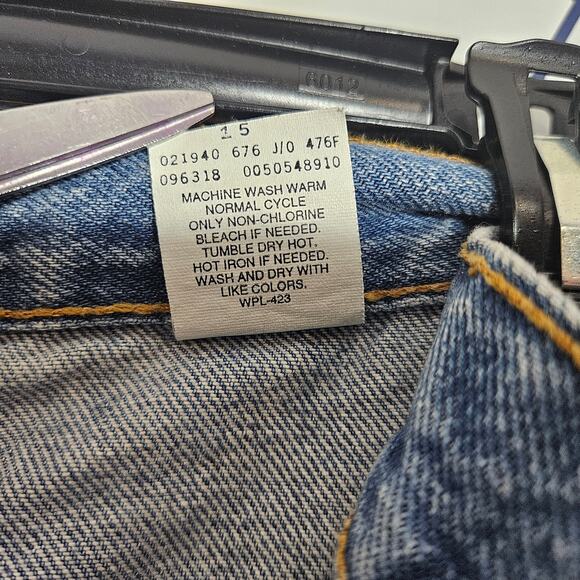 6012
15
021940 676 J/0 476F
096318 0050548910
MACHINE WASH WARM
NORMAL CYCLE
ONLY NON-CHLORINE
BLEACH IF NEEDED.
TUMBLE DRY HOT,
HOT IRON IF NEEDED.
WASH AND DRY WITH
LIKE COLORS.
WPL-423